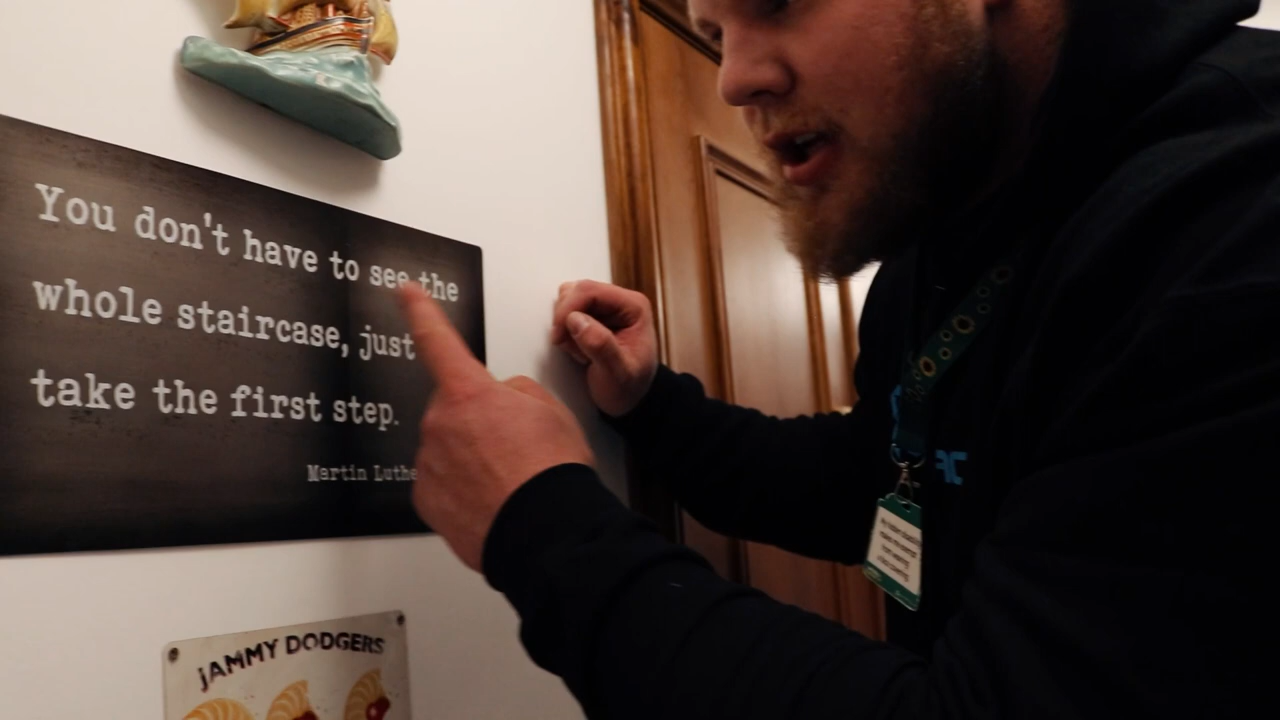 You don't have to see the
whole staircase, just
take the first step.
Martin Luthe
JAMMY DODGERS